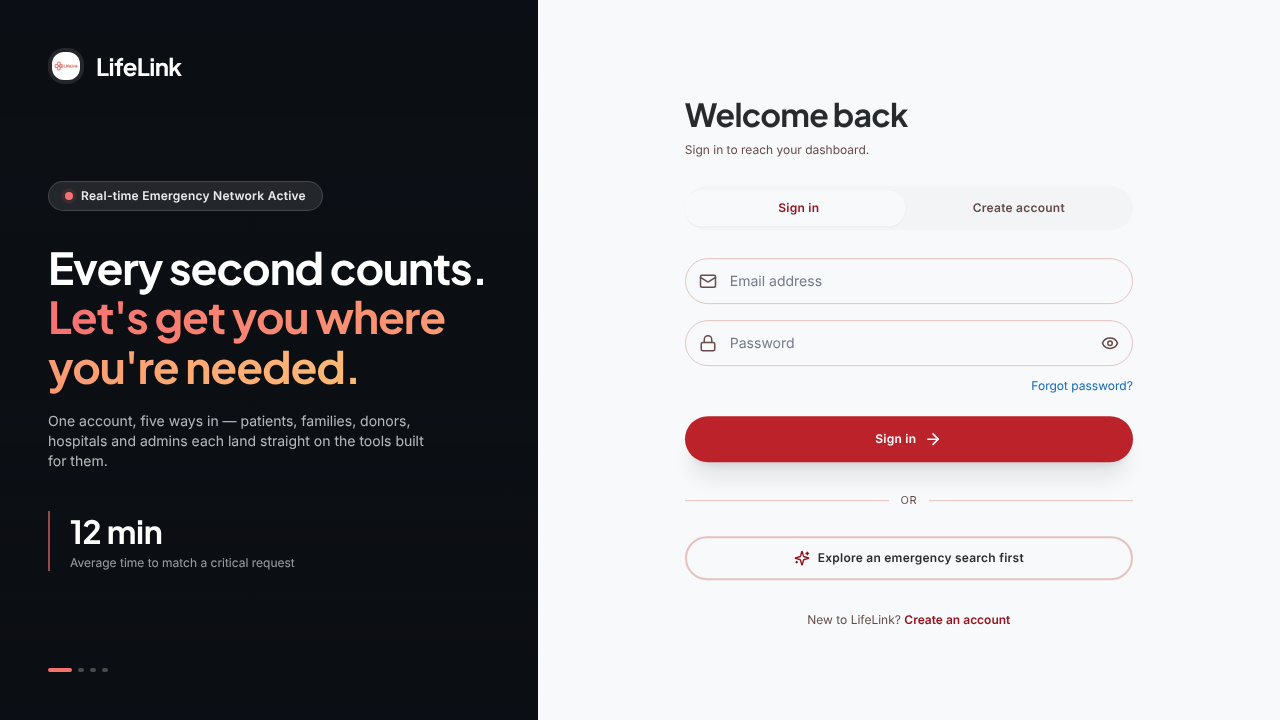 LifeLink
Real-time Emergency Network Active
Every second counts.
Let's get you where
you're needed.
One account, five ways in — patients, families, donors,
hospitals and admins each land straight on the tools built
for them.
12 min
Average time to match a critical request
Welcome back
Sign in to reach your dashboard.
Sign in
Create account
Email address
Password
Forgot password?
Sign in
OR
Explore an emergency search first
New to LifeLink? Create an account